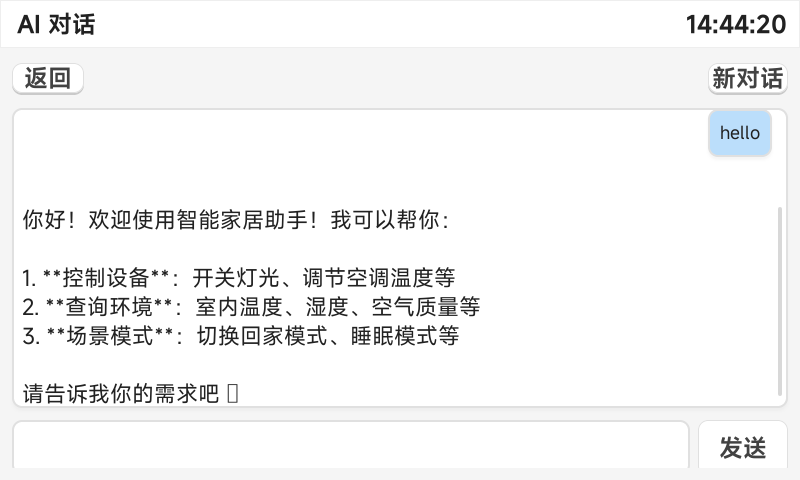 AI 对话
14:44:20
返回
新对话
hello
你好！欢迎使用智能家居助手！我可以帮你：
1. **控制设备**：开关灯光、调节空调温度等
2. **查询环境**：室内温度、湿度、空气质量等
3. **场景模式**：切换回家模式、睡眠模式等
请告诉我你的需求吧
发送